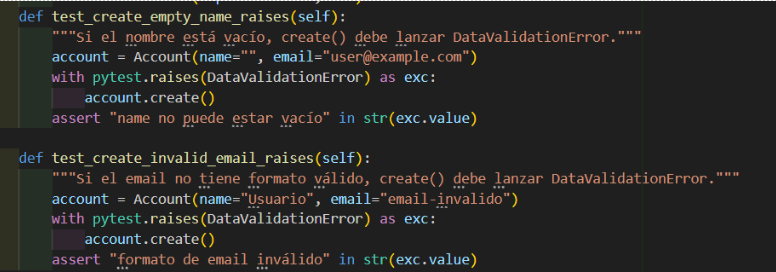 def test_create_empty_name_raises(self):
"""Si el nombre está vacío, create() debe lanzar DataValidationError."""
account = Account(name="", email="user@example.com")
with pytest.raises(DataValidationError) as exc:
account.create()
assert "name no puede estar vacío" in str(exc.value)
def test_create_invalid_email_raises(self):
"""Si el email no tiene formato válido, create() debe lanzar DataValidationError."""
account = Account(name="Usuario", email="email-invalido")
with pytest.raises(DataValidationError) as exc:
account.create()
assert "formato de email inválido" in str(exc.value)